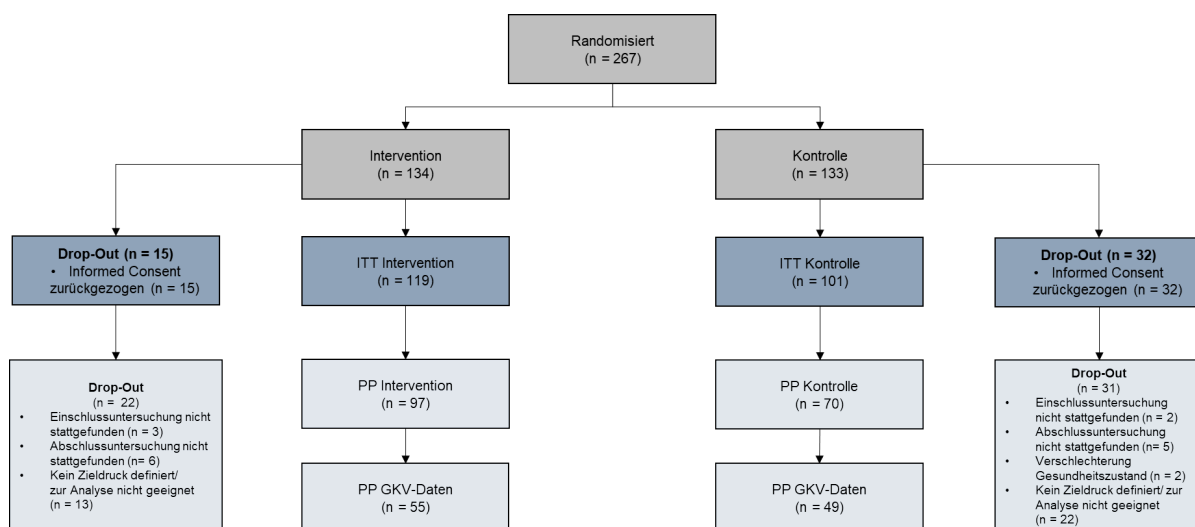 Randomisiert
(n = 267)
Intervention
(n = 134)
Kontrolle
(n = 133)
Drop-Out (n = 15)
• Informed Consent
zurückgezogen (n = 15)
ITT Intervention
(n = 119)
ITT Kontrolle
(n = 101)
Drop-Out (n = 32)
• Informed Consent
zurückgezogen (n = 32)
Drop-Out
(n = 22)
• Einschlussuntersuchung nicht
stattgefunden (n = 3)
• Abschlussuntersuchung nicht
stattgefunden (n= 6)
• Kein Zieldruck definiert/
zur Analyse nicht geeignet
(n = 13)
PP Intervention
(n = 97)
PP Kontrolle
(n = 70)
Drop-Out
(n = 31)
• Einschlussuntersuchung
nicht stattgefunden (n = 2)
• Abschlussuntersuchung
nicht stattgefunden (n= 5)
• Verschlechterung
Gesundheitszustand (n = 2)
• Kein Zieldruck definiert/ zur
Analyse nicht geeignet
(n = 22)
PP GKV-Daten
(n = 55)
PP GKV-Daten
(n = 49)